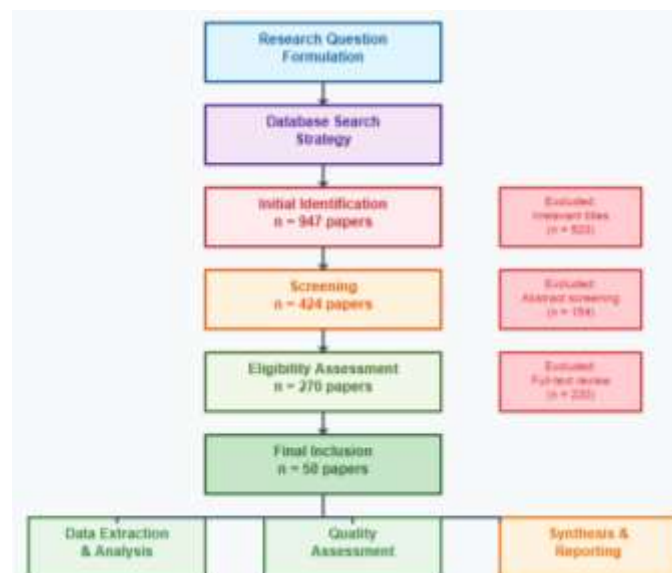 Research Question
Formulation
Database Search
Strategy
Initial Identification
n = 947 papers
Excluded:
Irrelevant titles
(n = 523)
Screening
n = 424 papers
Excluded:
Abstract screening
(n = 154)
Eligibility Assessment
n = 270 papers
Excluded:
Full-text review
(n =
Final Inclusion
n = 50 papers
Data Extraction
& Analysis
Quality
Assessment
Synthesis &
Reporting